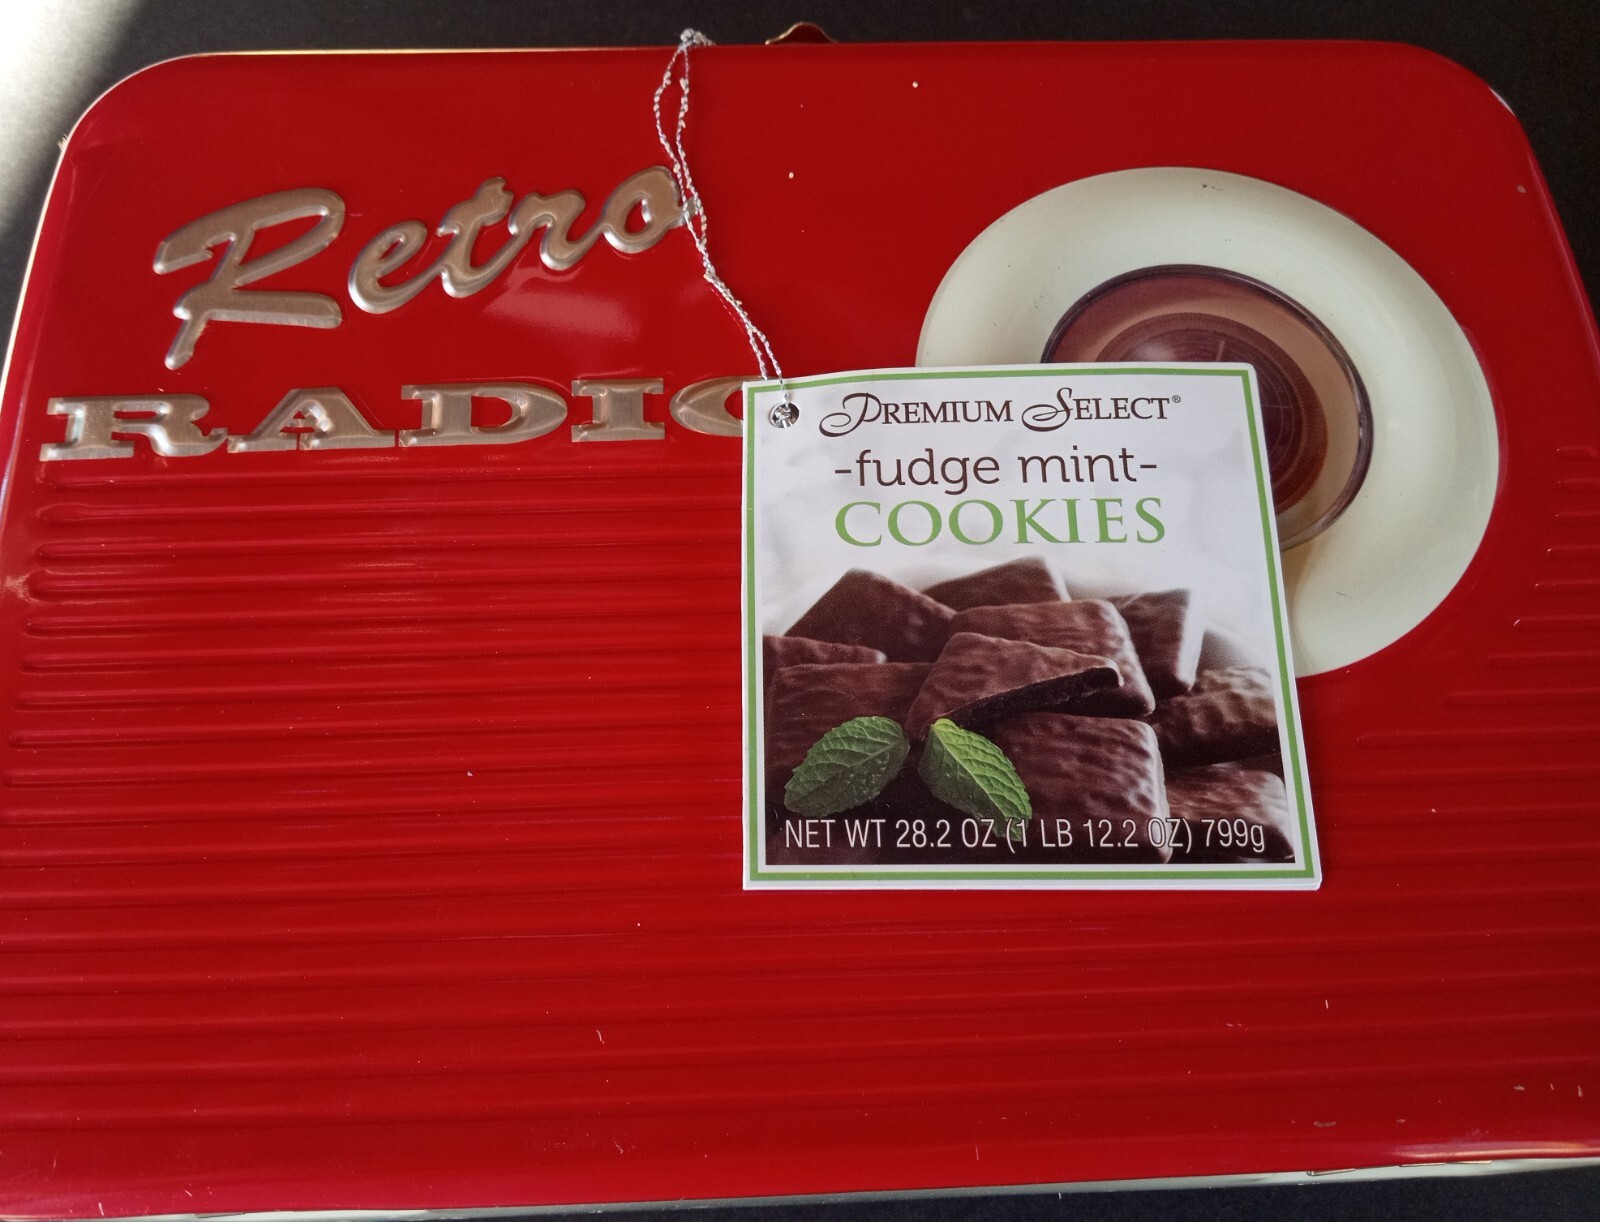 Retro
RADIO
PREMIUM SELECT®
-fudge mint-
COOKIES
NET WT 28.2 OZ (1 LB 12.2 OZ) 799g